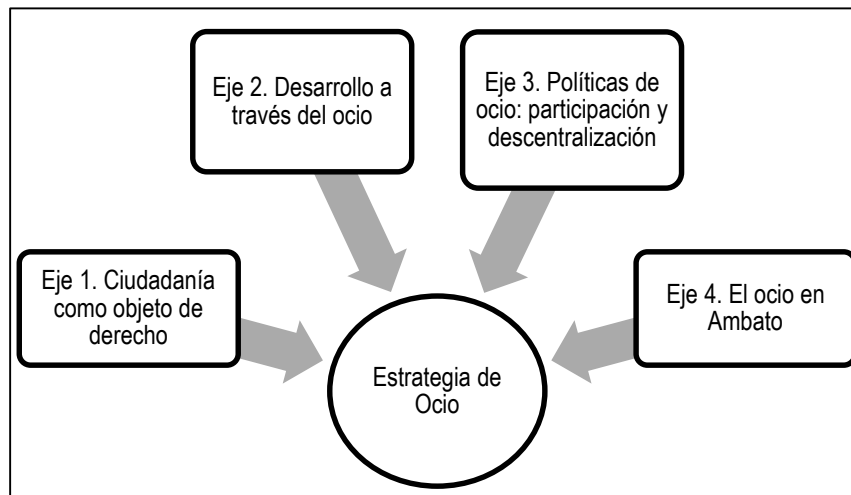 Eje 1. Ciudadanía
como objeto de
derecho
Eje 2. Desarrollo a
través del ocio
Eje 3. Políticas de
ocio: participación y
descentralización
Eje 4. El ocio en
Ambato
Estrategia de
Ocio